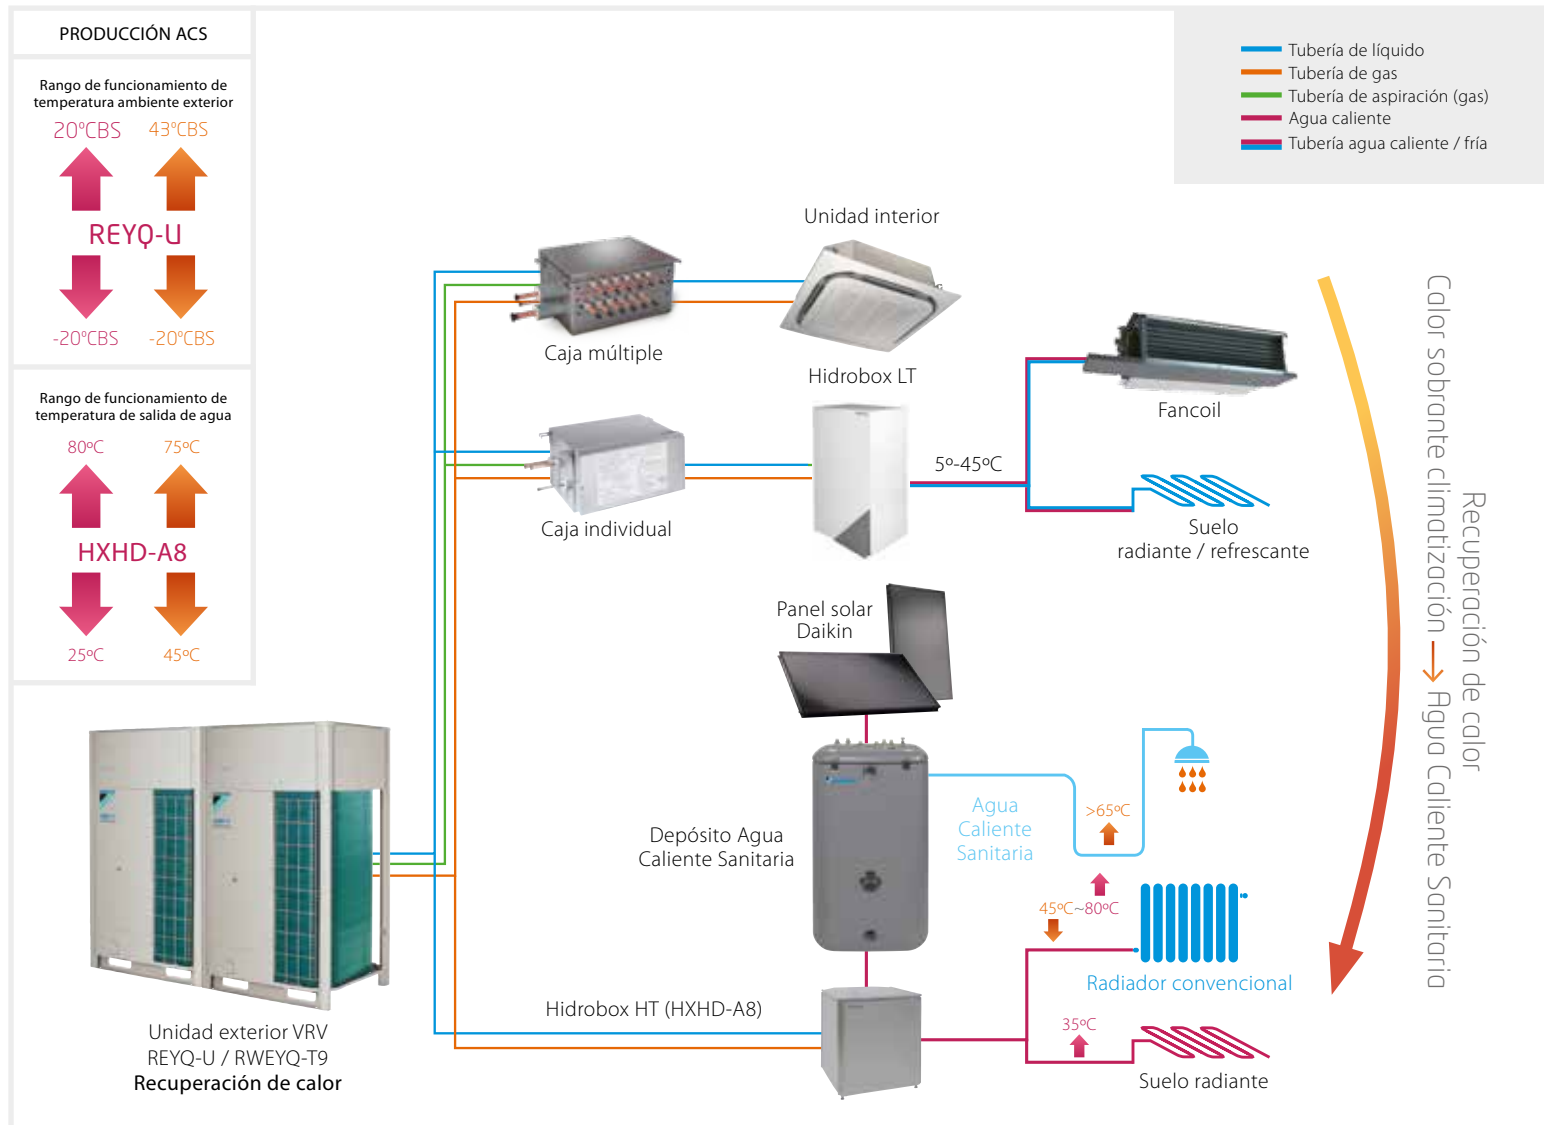 PRODUCCIÓN ACS
Rango de funcionamiento de
temperatura ambiente exterior
20ºCBS 43ºCBS
REYQ-U
-20ºCBS -20ºCBS
Rango de funcionamiento de
temperatura de salida de agua
80ºC 75ºC
HXHD-A8
25ºC 45ºC
Tubería de líquido
Tubería de gas
Tubería de aspiración (gas)
Agua caliente
Tubería agua caliente / fría
Unidad interior
Caja múltiple
Hidrobox LT
Fancoil
5º-45ºC
Caja individual
Suelo
radiante / refrescante
Panel solar
Daikin
Depósito Agua
Caliente Sanitaria
Agua
Caliente
Sanitaria
>65ºC
45ºC~80ºC
Radiador convencional
Hidrobox HT (HXHD-A8)
35ºC
Suelo radiante
Unidad exterior VRV
REYQ-U / RWEYQ-T9
Recuperación de calor
Recuperación de calor
Calor sobrante climatización → Agua Caliente Sanitaria